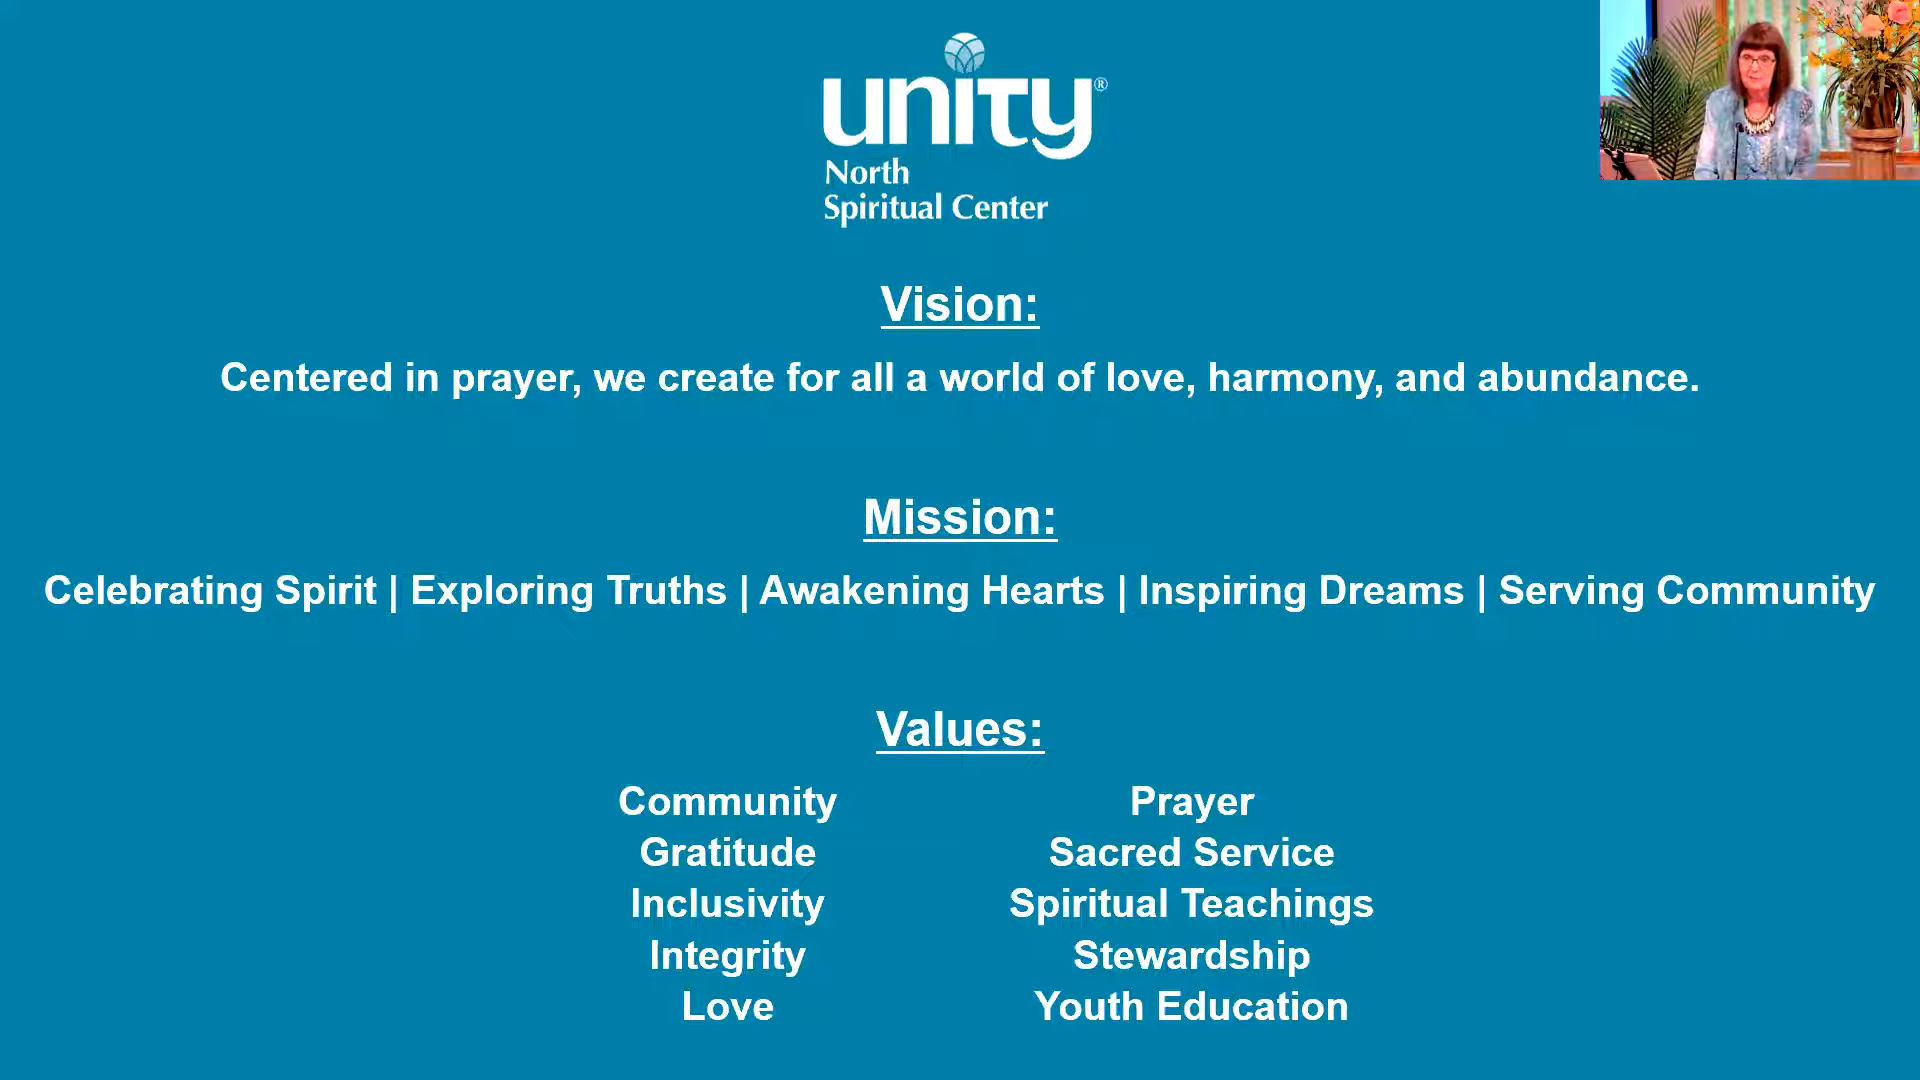 unity®
North
Spiritual Center
Vision:
Centered in prayer, we create for all a world of love, harmony, and abundance.
Mission:
Celebrating Spirit | Exploring Truths | Awakening Hearts | Inspiring Dreams | Serving Community
Values:
Community
Gratitude
Inclusivity
Integrity
Love
Prayer
Sacred Service
Spiritual Teachings
Stewardship
Youth Education